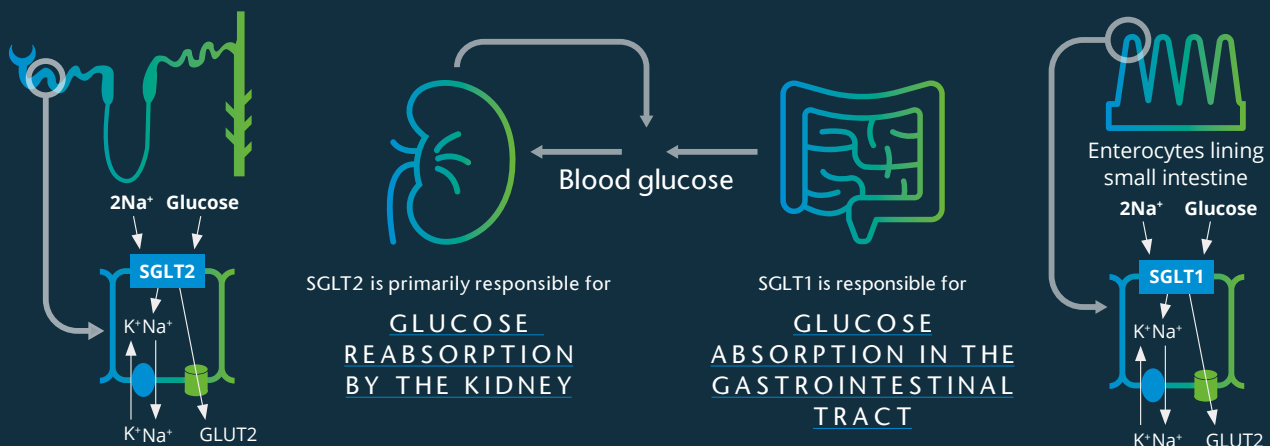 2Na⁺ Glucose
SGLT2
K⁺Na⁺
K⁺Na⁺ GLUT2
Blood glucose
SGLT2 is primarily responsible for
GLUCOSE
REABSORPTION
BY THE KIDNEY
SGLT1 is responsible for
GLUCOSE
ABSORPTION IN THE
GASTROINTESTINAL
TRACT
Enterocytes lining
small intestine
2Na⁺ Glucose
SGLT1
K⁺Na⁺
K⁺Na⁺ GLUT2